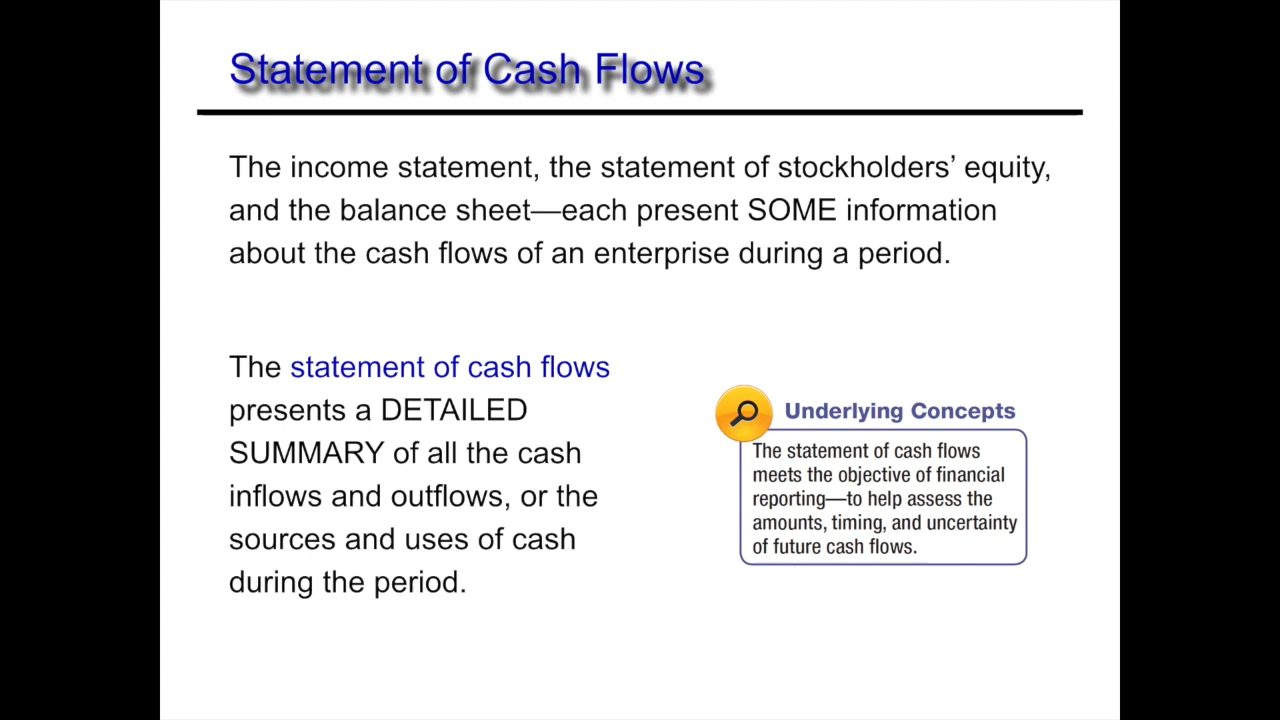 Statement of Cash Flows
The income statement, the statement of stockholders’ equity,
and the balance sheet—each present SOME information
about the cash flows of an enterprise during a period.
The statement of cash flows
presents a DETAILED
SUMMARY of all the cash
inflows and outflows, or the
sources and uses of cash
during the period.
Underlying Concepts
The statement of cash flows
meets the objective of financial
reporting—to help assess the
amounts, timing, and uncertainty
of future cash flows.